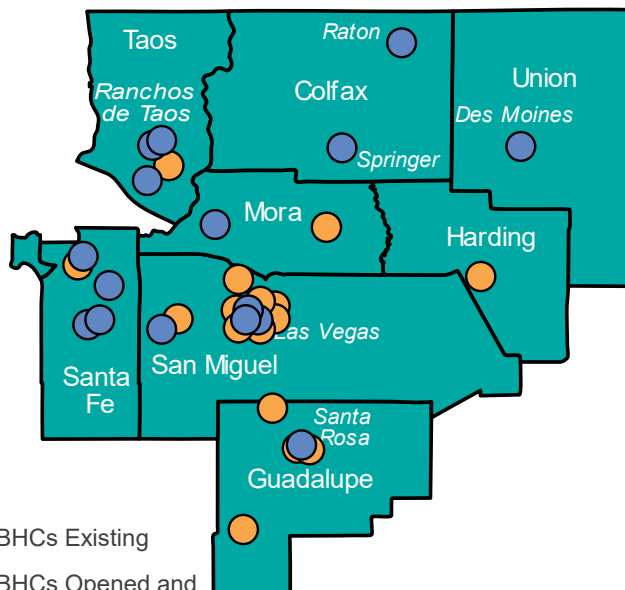 Taos
Raton
Colfax
Union
Ranchos
de Taos
Des Moines
Springer
Mora
Harding
Las Vegas
San Miguel
Santa
Fe
Santa
Rosa
Guadalupe
BHCs Existing
BHCs Opened and